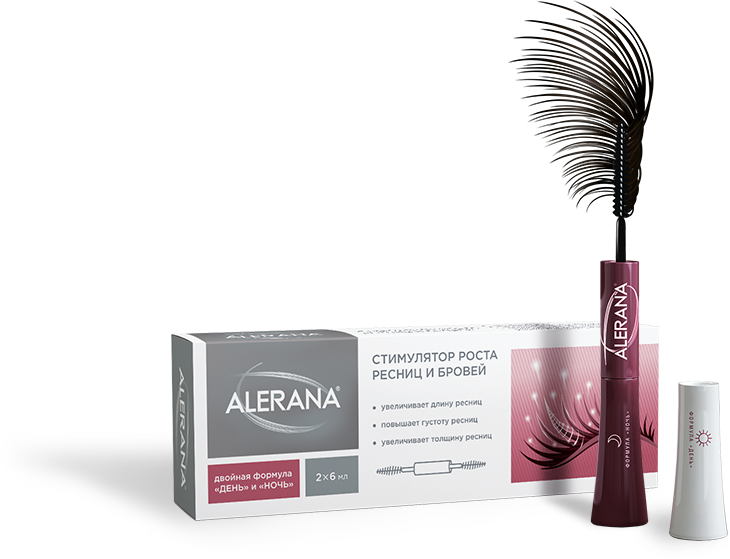 ALERANA
ALERANA®
СТИМУЛЯТОР РОСТА
РЕСНИЦ И БРОВЕЙ
• увеличивает длину ресниц
• повышает густоту ресниц
• увеличивает толщину ресниц
двойная формула
«ДЕНЬ» и «НОЧЬ»
2×6 мл
ALERANA
ФОРМУЛА «НОЧЬ»
ФОРМУЛА «ДЕНЬ»